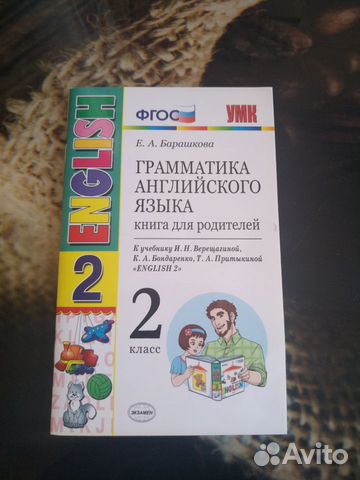 ФГОС
УМК
Е. А. Барашкова
ГРАММАТИКА
АНГЛИЙСКОГО
ЯЗЫКА
книга для родителей
К учебнику И. Н. Верещагиной,
К. А. Бондаренко, Т. А. Притыкиной
«ENGLISH 2»
2
класс
ENGLISH
2
ЭКЗАМЕН
Avito